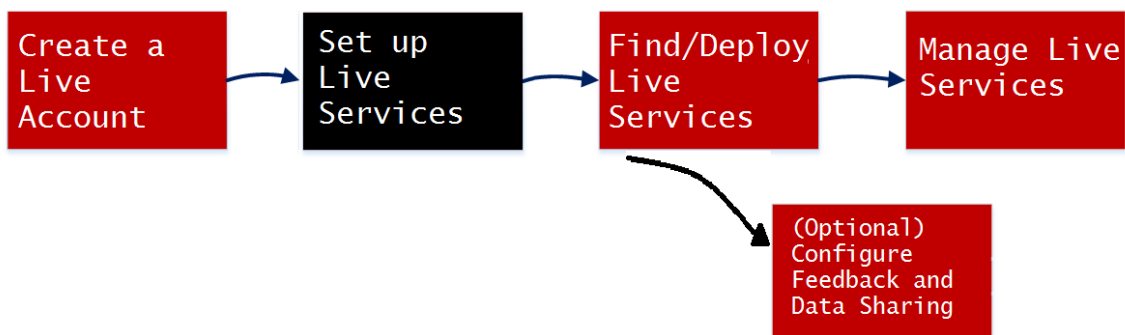 Create a
Live
Account
Set up
Live
Services
Find/Deploy
Live
Services
Manage Live
Services
(Optional)
Configure
Feedback and
Data Sharing